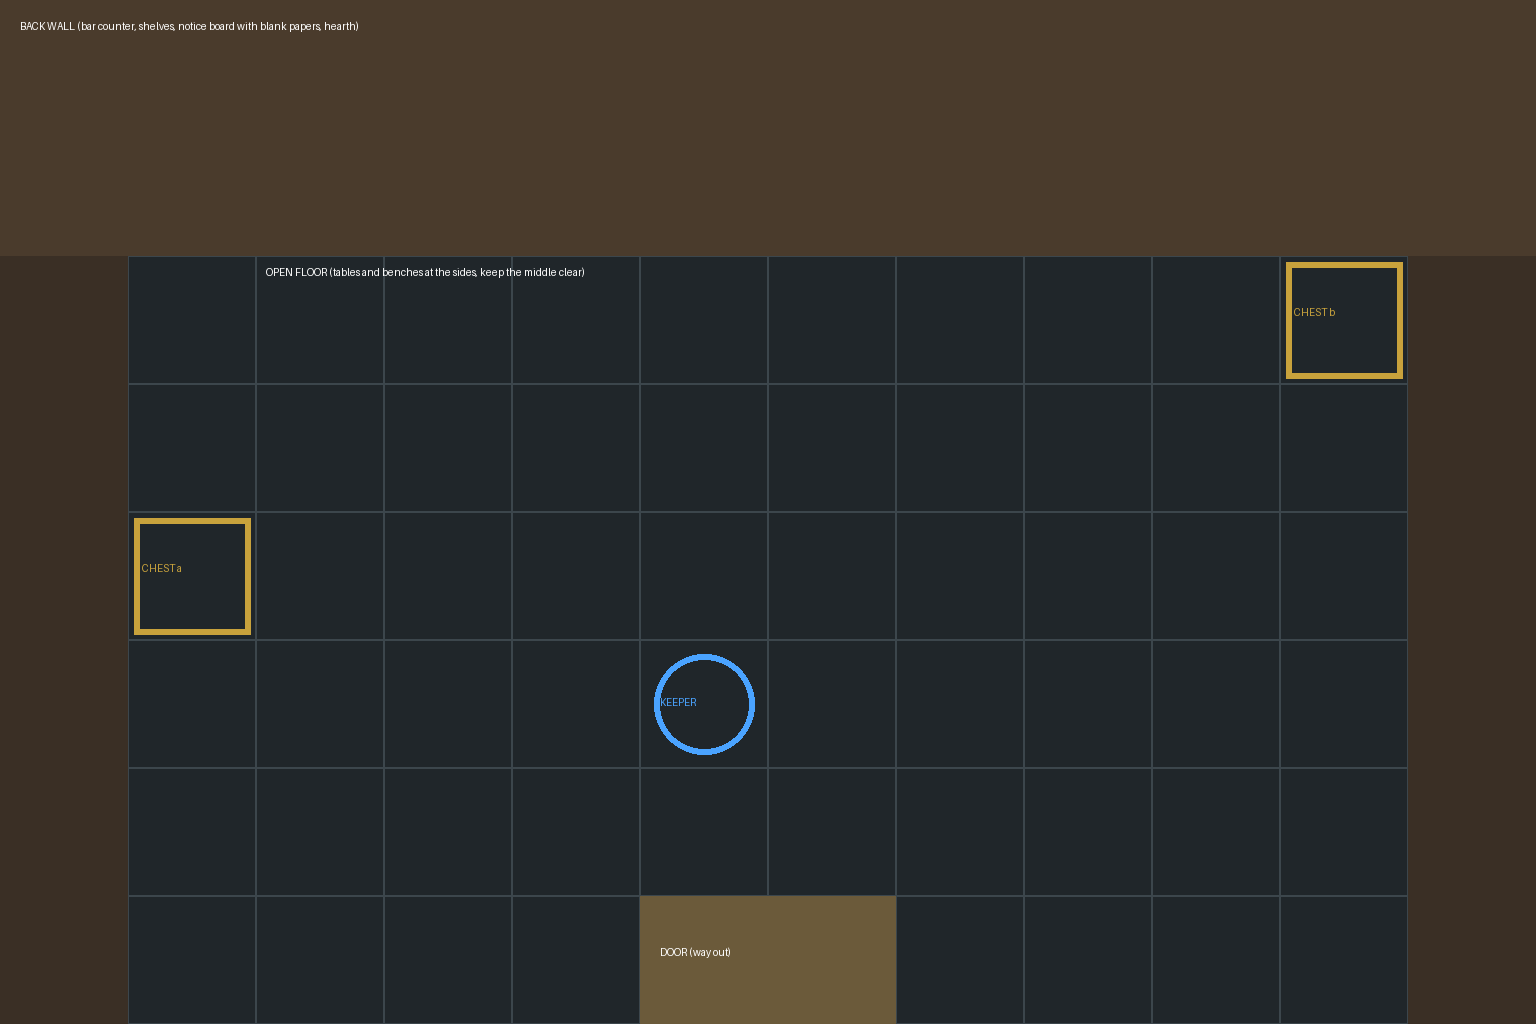 BACK WALL (bar counter, shelves, notice board with blank papers, hearth)
OPEN FLOOR (tables and benches at the sides, keep the middle clear)
CHEST b
CHEST a
KEEPER
DOOR (way out)